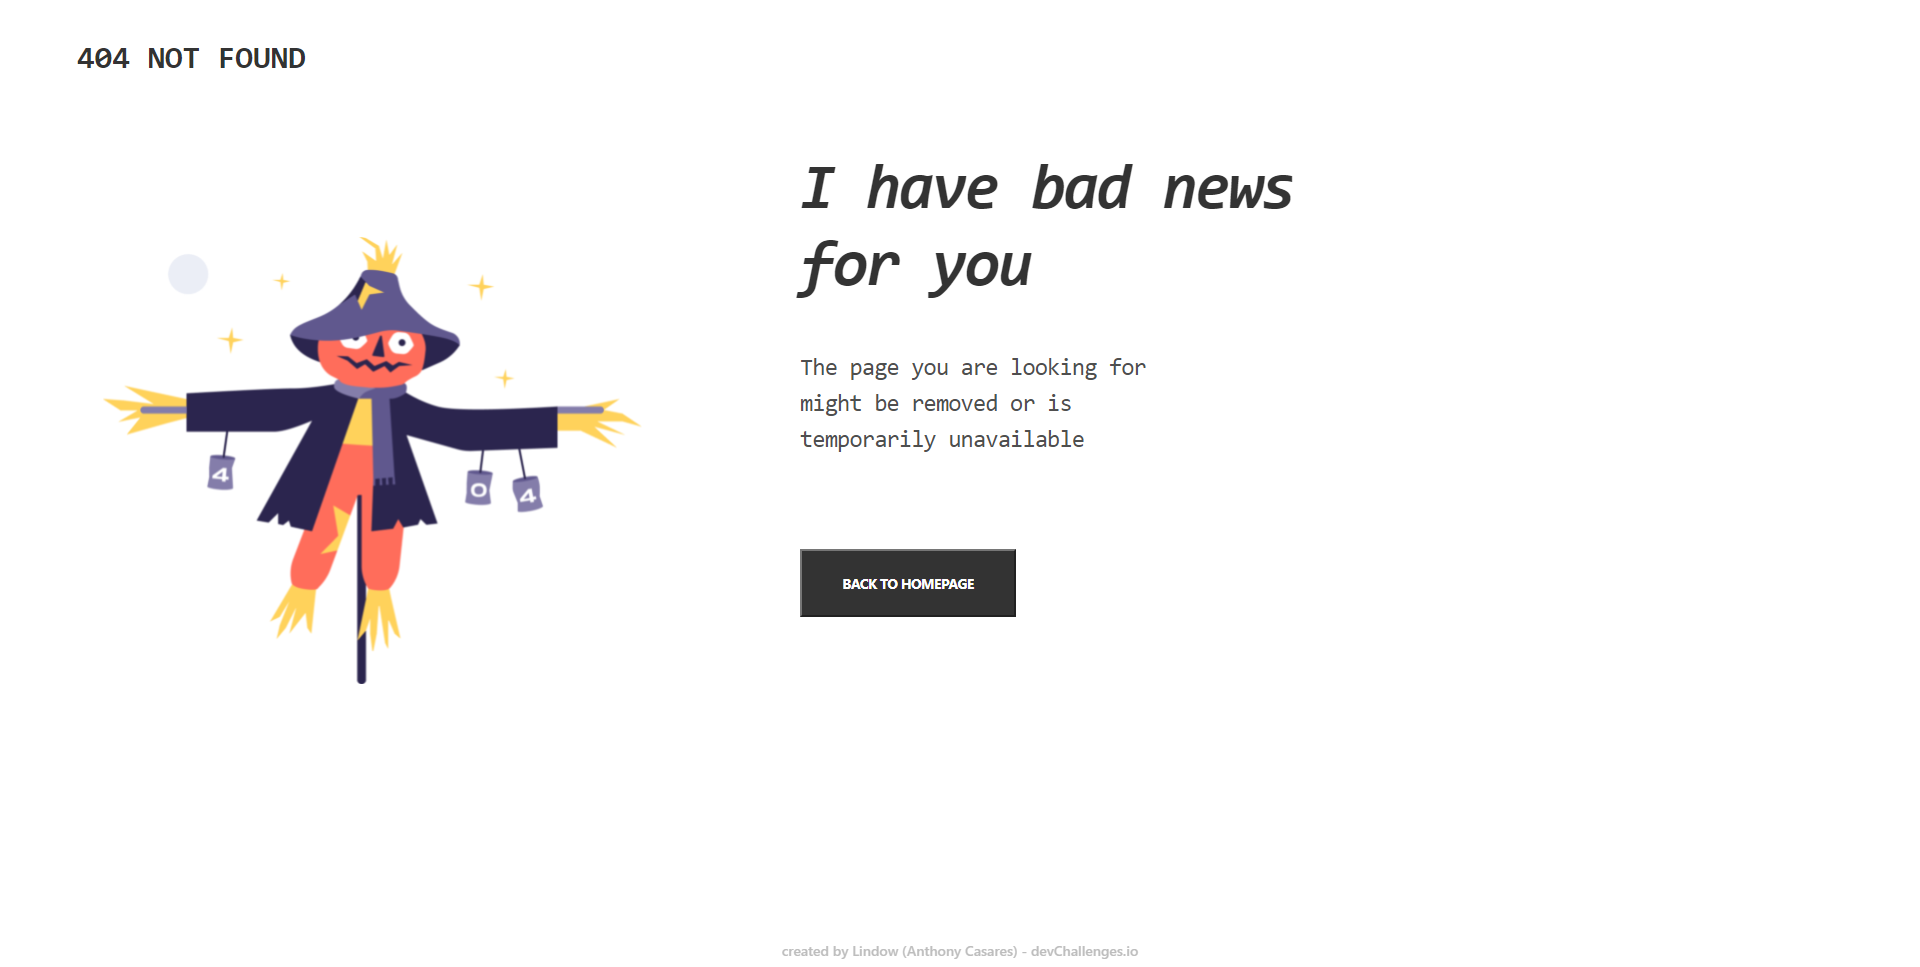 404 NOT FOUND
I have bad news
for you
The page you are looking for
might be removed or is
temporarily unavailable
4
0
4
BACK TO HOMEPAGE
created by Lindow (Anthony Casares) - devChallenges.io